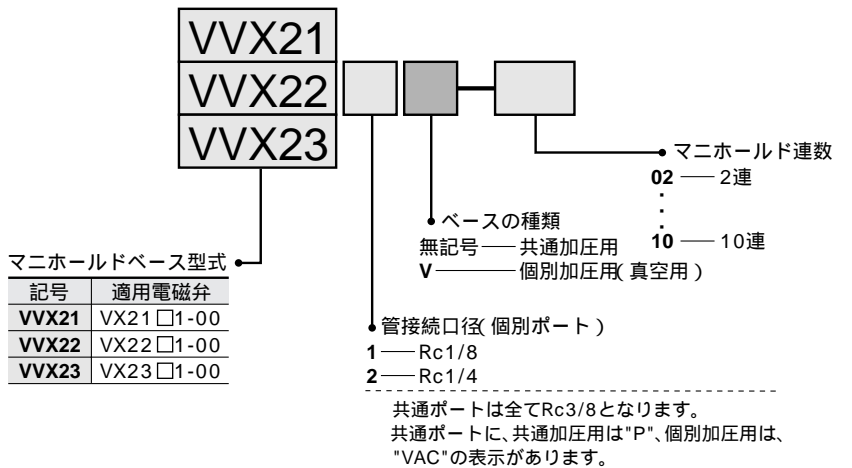 VVX21
VVX22
VVX23
マニホールド連数
02 — 2連
・
・
・
10 — 10連
ベースの種類
無記号 — 共通加圧用
V — 個別加圧用(真空用)
マニホールドベース型式
記号 適用電磁弁
VVX21 VX21□1-00
VVX22 VX22□1-00
VVX23 VX23□1-00
管接続口径(個別ポート)
1 — Rc1/8
2 — Rc1/4
共通ポートは全てRc3/8となります。
共通ポートに、共通加圧用は"P"、個別加圧用は、
"VAC"の表示があります。